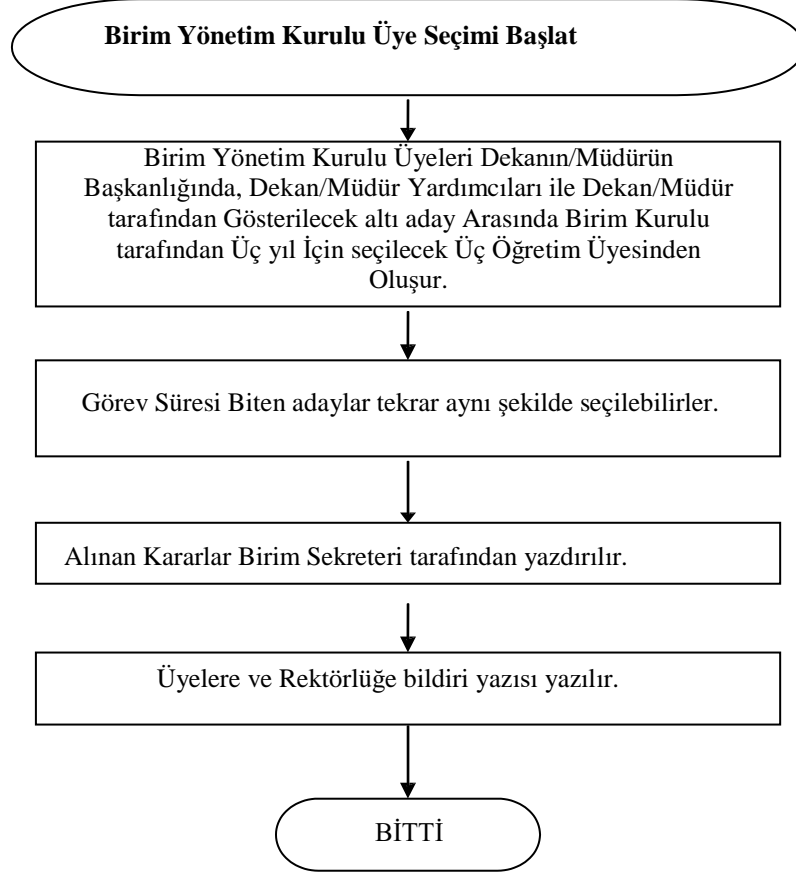 Birim Yönetim Kurulu Üye Seçimi Başlat
Birim Yönetim Kurulu Üyeleri Dekanın/Müdürün
Başkanlığında, Dekan/Müdür Yardımcıları ile Dekan/Müdür
tarafından Gösterilecek altı aday Arasında Birim Kurulu
tarafından Üç yıl İçin seçilecek Üç Öğretim Üyesinden
Oluşur.
Görev Süresi Biten adaylar tekrar aynı şekilde seçilebilirler.
Alınan Kararlar Birim Sekreteri tarafından yazdırılır.
Üyelere ve Rektörlüğe bildiri yazısı yazılır.
BİTTİ